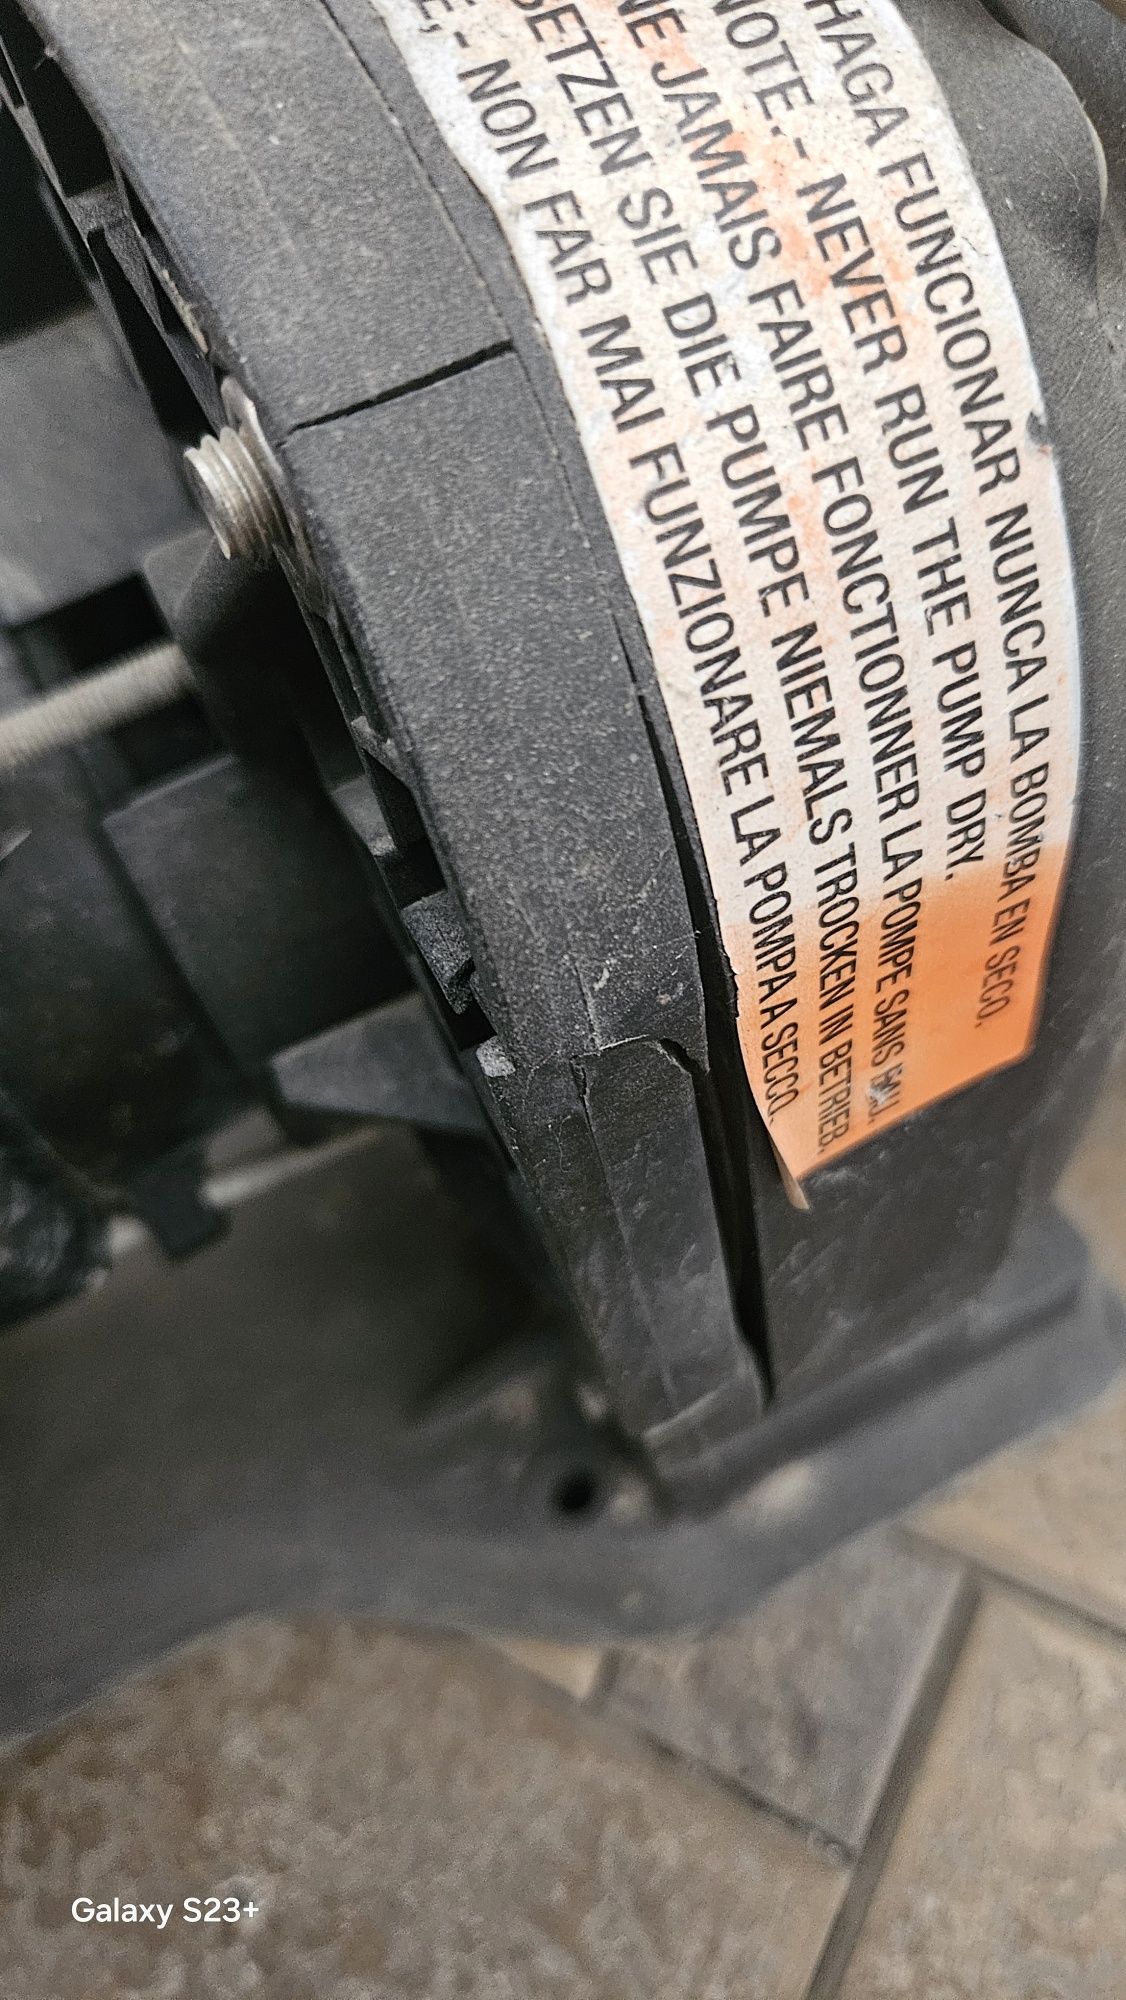 HAGA FUNCIONAR NUNCA LA BOMBA EN SECO.
NOTE. - NEVER RUN THE PUMP DRY.
NE JAMAIS FAIRE FONCTIONNER LA POMPE SANS EAU.
SETZEN SIE DIE PUMPE NIEMALS TROCKEN IN BETRIEB.
E, - NON FAR MAI FUNZIONARE LA POMPA A SECCO.
Galaxy S23+